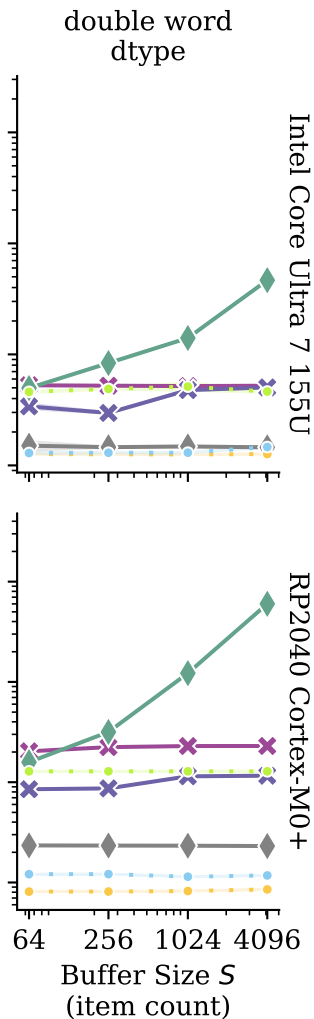 double word
dtype
Intel Core Ultra 7 155U
RP2040 Cortex-M0+
64 256 1024 4096
Buffer Size S
(item count)